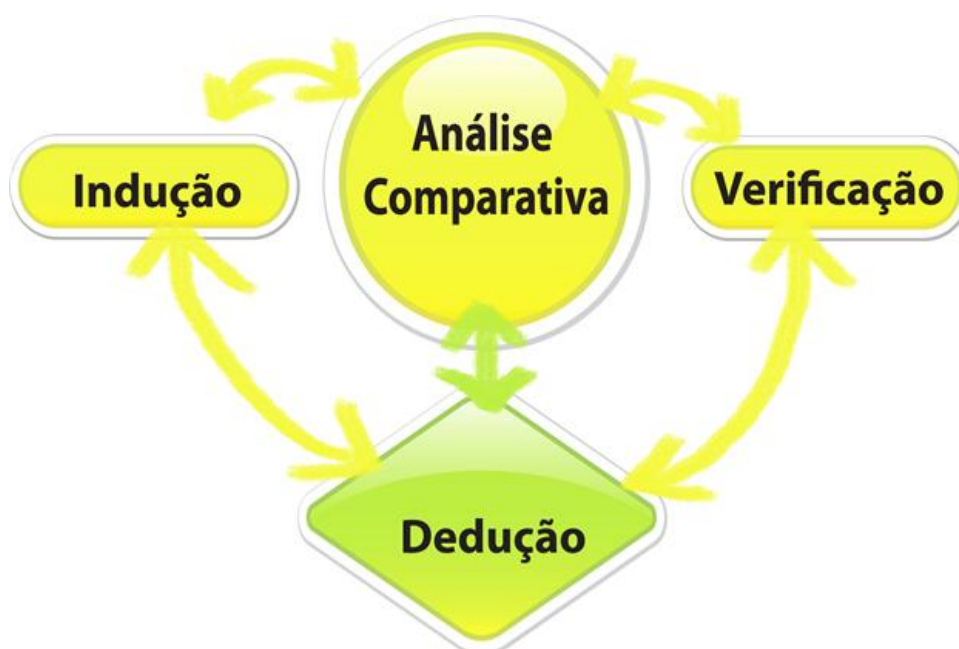 Análise
Comparativa
Indução
Verificação
Dedução